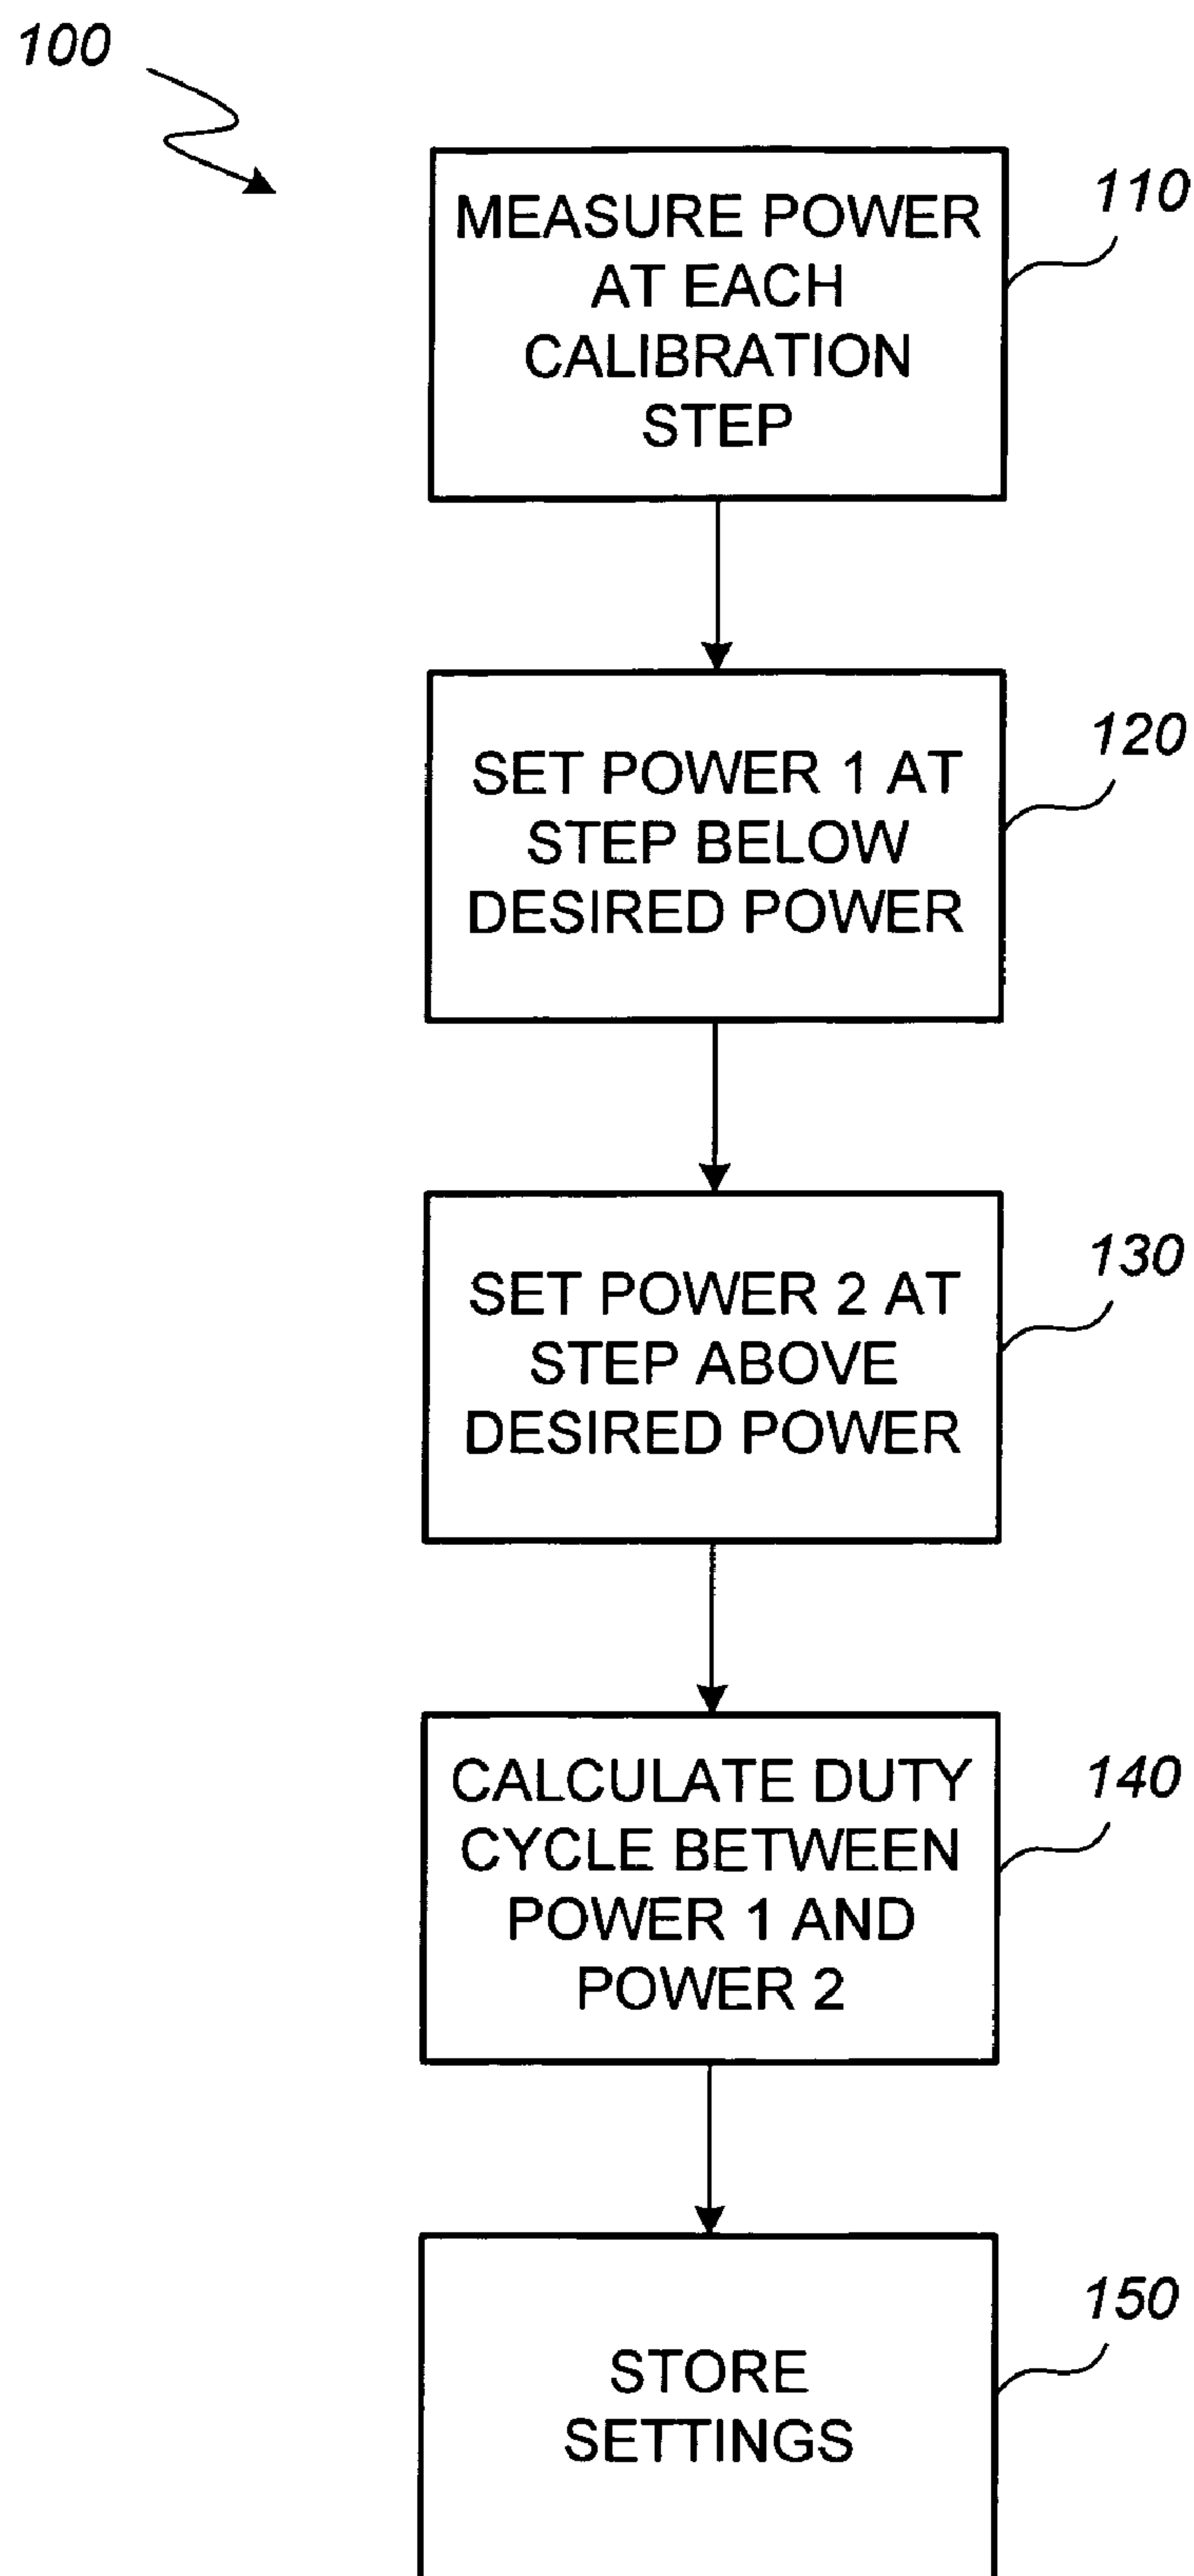 100
MEASURE POWER
AT EACH
CALIBRATION
STEP
110
SET POWER 1 AT
STEP BELOW
DESIRED POWER
120
SET POWER 2 AT
STEP ABOVE
DESIRED POWER
130
CALCULATE DUTY
CYCLE BETWEEN
POWER 1 AND
POWER 2
140
STORE
SETTINGS
150